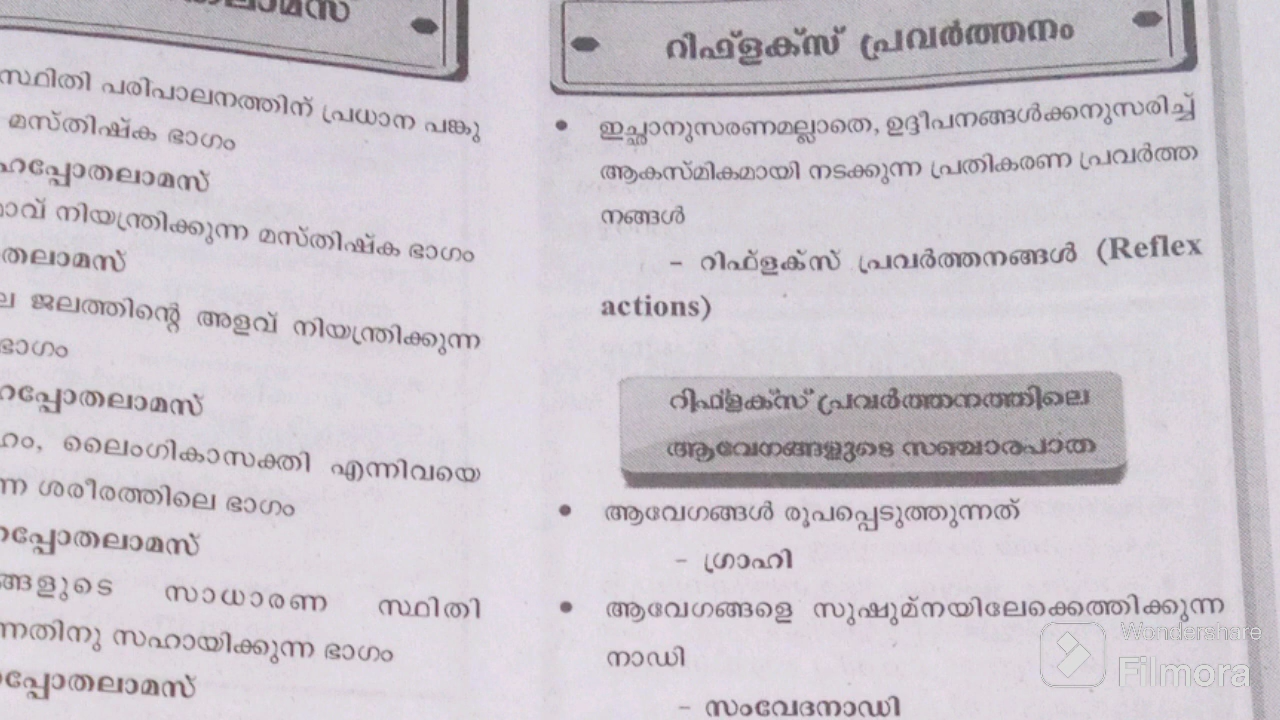 സ്ഥിതി പരിപാലനത്തിന് പ്രധാന പങ്കു
മസ്തിഷ്ക ഭാഗം
ഹപ്പോതലാമസ്
നിയന്ത്രിക്കുന്ന മസ്തിഷ്ക ഭാഗം
തലാമസ്
ജലത്തിന്റെ അളവ് നിയന്ത്രിക്കുന്ന
ഭാഗം
പ്പോതലാമസ്
ലൈംഗികാസക്തി എന്നിവയെ
ന്ന ശരീരത്തിലെ ഭാഗം
പ്പോതലാമസ്
ങ്ങളുടെ സാധാരണ സ്ഥിതി
ന്നതിനു സഹായിക്കുന്ന ഭാഗം
പ്പോതലാമസ്
റിഫ്ളക്സ് പ്രവർത്തനം
• ഇച്ഛാനുസരണമല്ലാതെ, ഉദ്ദീപനങ്ങൾക്കനുസരിച്ച്
ആകസ്മികമായി നടക്കുന്ന പ്രതികരണ പ്രവർത്ത
നങ്ങൾ
- റിഫ്ളക്സ് പ്രവർത്തനങ്ങൾ (Reflex
actions)
റിഫ്ളക്സ് പ്രവർത്തനത്തിലെ
ആവേഗങ്ങളുടെ സഞ്ചാരപാത
• ആവേഗങ്ങൾ രൂപപ്പെടുത്തുന്നത്
- ഗ്രാഹി
• ആവേഗങ്ങളെ സുഷുമ്നയിലേക്കെത്തിക്കുന്ന
നാഡി
- സംവേദനാഡി
Wondershare
Filmora